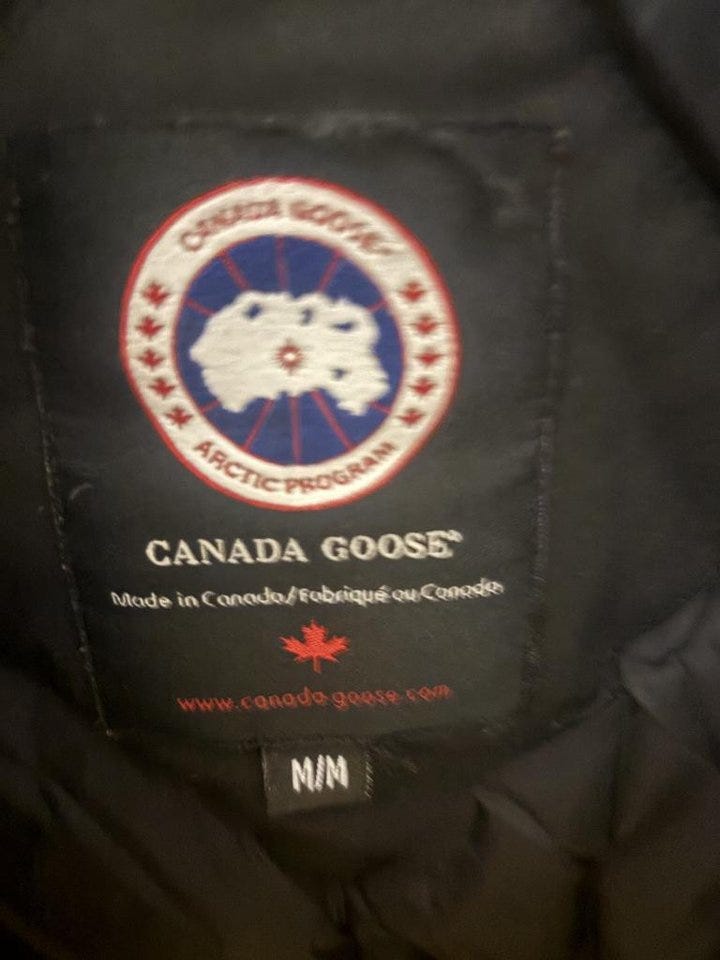 CANADA GOOSE
ARCTIC PROGRAM
CANADA GOOSE®
Made in Canada/Fabriqué au Canada
www.canada-goose.com
M/M